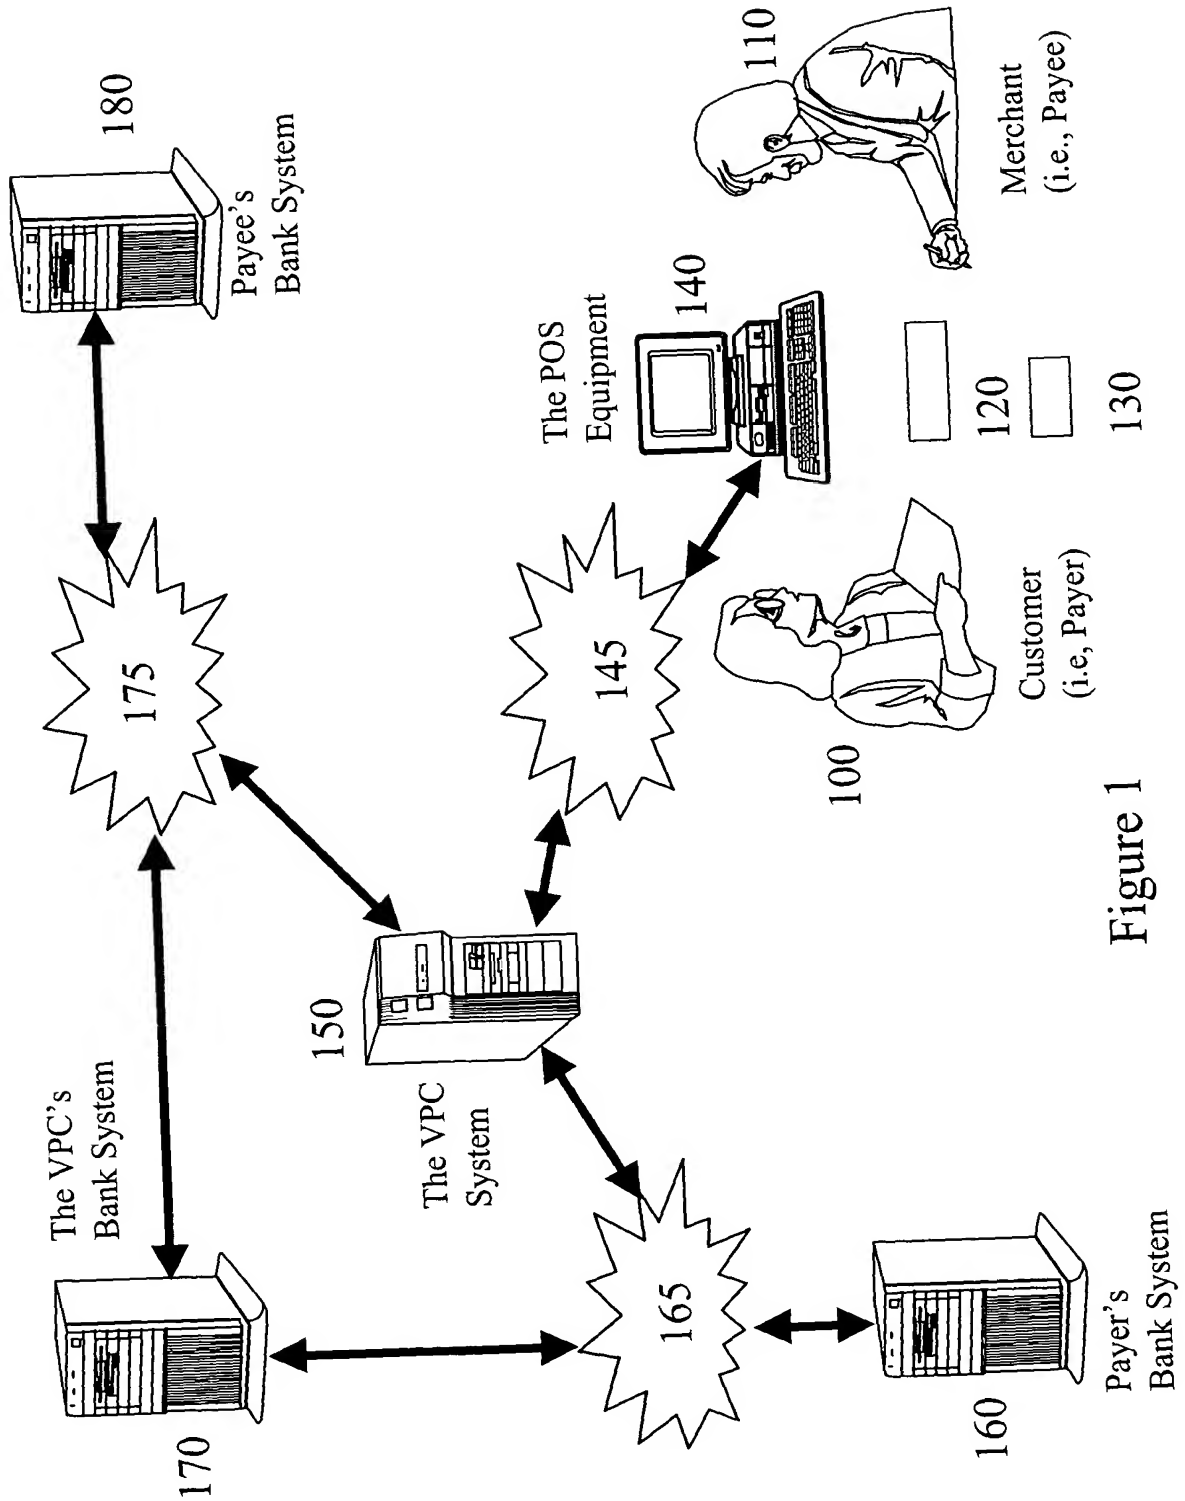 The VPC's
Bank System
170
175
180
Payee's
Bank System
150
The VPC
System
The POS
Equipment
145
165
140
110
100
160
120
Customer
(i.e, Payer)
Merchant
(i.e., Payee)
130
Payer's
Bank System
Figure 1